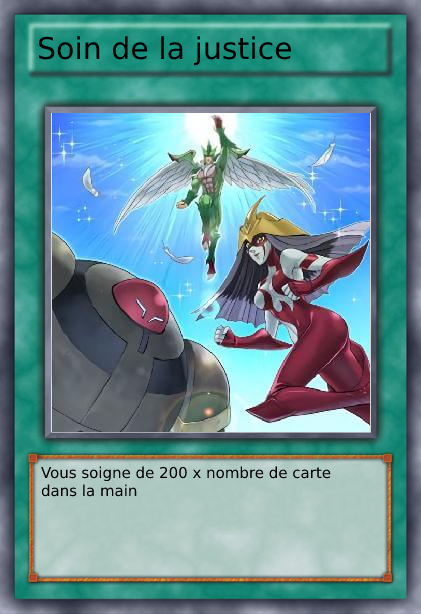 Soin de la justice
Vous soigne de 200 x nombre de carte
dans la main